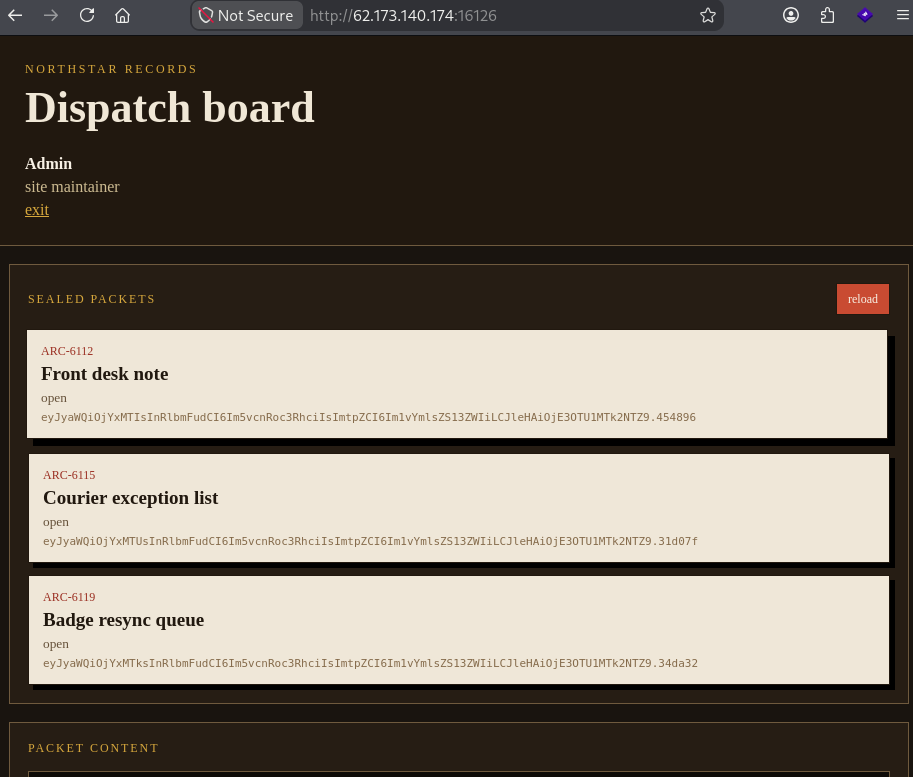 Not Secure http://62.173.140.174:16126
NORTHSTAR RECORDS
Dispatch board
Admin
site maintainer
exit
SEALED PACKETS
reload
ARC-6112
Front desk note
open
eyJyaWQiOjYxMTIsInRlbmFudCI6Im5vcnRoc3RhciIsImtpZCI6Im1vYmlsZS13ZWIiLCJleHAiOjE3OTU1MTk2NTZ9.454896
ARC-6115
Courier exception list
open
eyJyaWQiOjYxMTUsInRlbmFudCI6Im5vcnRoc3RhciIsImtpZCI6Im1vYmlsZS13ZWIiLCJleHAiOjE3OTU1MTk2NTZ9.31d07f
ARC-6119
Badge resync queue
open
eyJyaWQiOjYxMTksInRlbmFudCI6Im5vcnRoc3RhciIsImtpZCI6Im1vYmlsZS13ZWIiLCJleHAiOjE3OTU1MTk2NTZ9.34da32
PACKET CONTENT